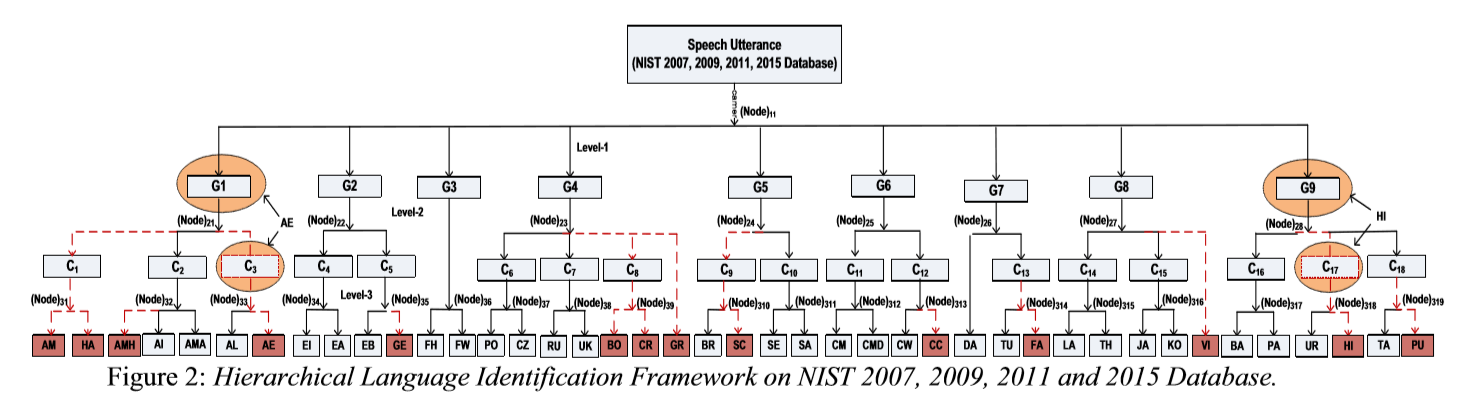 Speech Utterance
(NIST 2007, 2009, 2011, 2015 Database)
(Node)11
Level-1
G1 G2 G3 G4 G5 G6 G7 G8 G9
AE HI
(Node)21 (Node)22 Level-2 (Node)23 (Node)24 (Node)25 (Node)26 (Node)27 (Node)28
C1 C2 C3 C4 C5 C6 C7 C8 C9 C10 C11 C12 C13 C14 C15 C16 C17 C18
Level-3
(Node)31 (Node)32 (Node)33 (Node)34 (Node)35 (Node)36 (Node)37 (Node)38 (Node)39 (Node)310 (Node)311 (Node)312 (Node)313 (Node)314 (Node)315 (Node)316 (Node)317 (Node)318 (Node)319
AM HA AMH AI AMA AL AE EI EA EB GE FH FW PO CZ RU UK BO CR GR BR SC SE SA CM CMD CW CC DA TU FA LA TH JA KO VI BA PA UR HI TA PU
Figure 2: Hierarchical Language Identification Framework on NIST 2007, 2009, 2011 and 2015 Database.